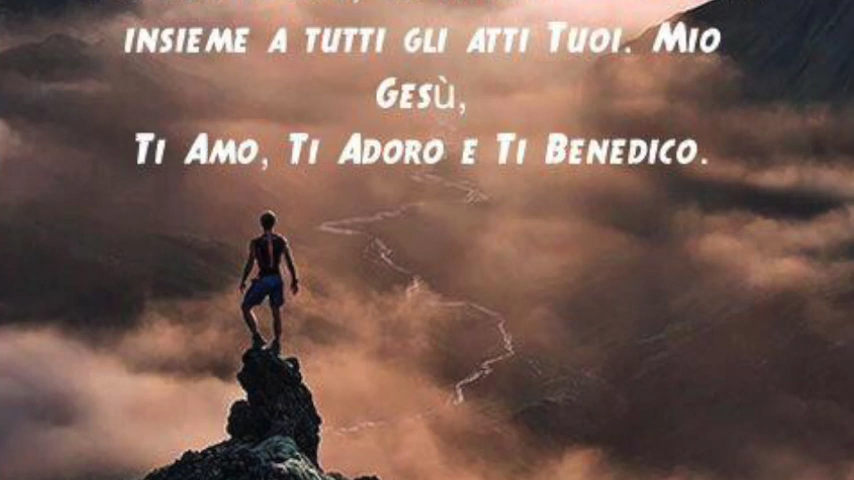 insieme a tutti gli atti Tuoi. Mio
Gesù,
Ti Amo, Ti Adoro e Ti Benedico.